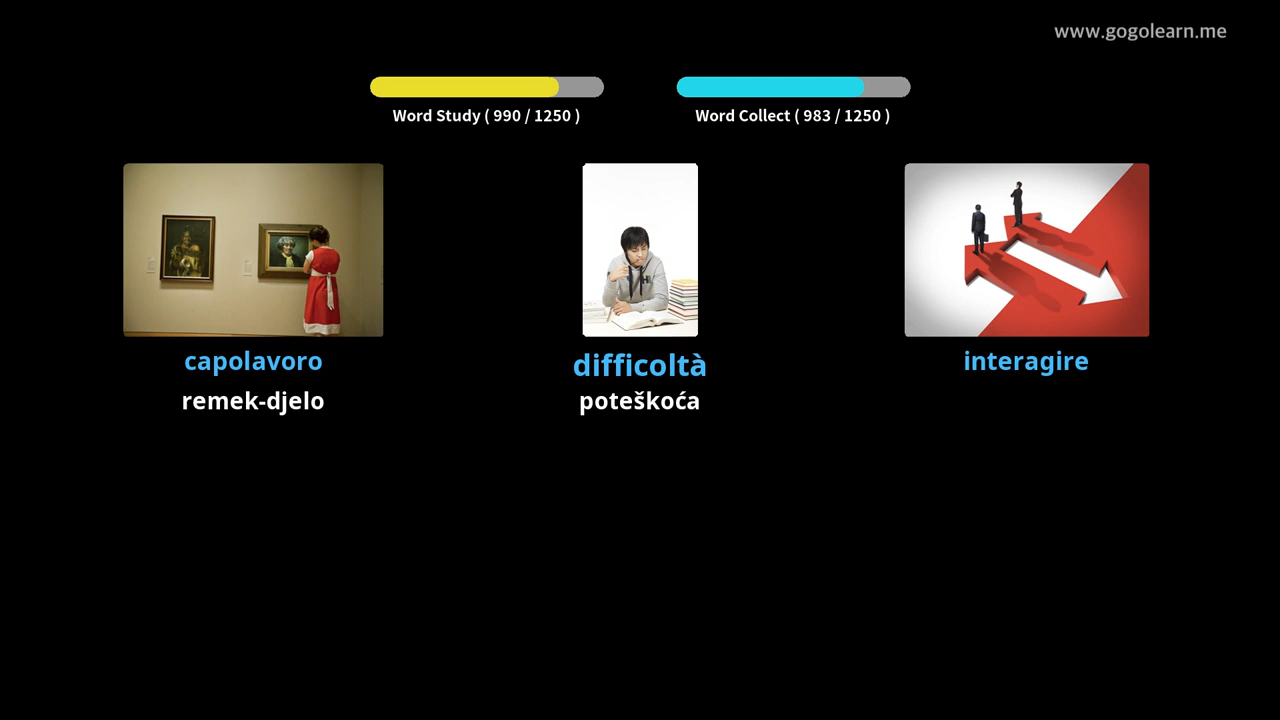 www.gogolearn.me
Word Study ( 990 / 1250 )
Word Collect ( 983 / 1250 )
capolavoro
difficoltà
interagire
remek-djelo
poteškoća